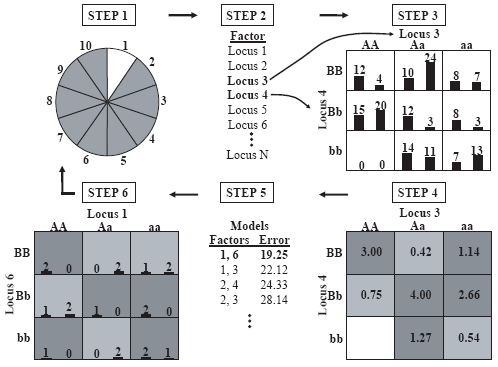 STEP 1
STEP 2
STEP 3
10 1
9 2
8 3
7 4
6 5
Factor
Locus 1
Locus 2
Locus 3
Locus 4
Locus 5
Locus 6
Locus N
Locus 3
AA Aa aa
Locus 4
BB 12 4 10 24 8 7
Bb 15 20 12 3 8 3
bb 0 0 14 11 7 13
STEP 6
STEP 5
STEP 4
Locus 1
AA Aa aa
Locus 6
BB 2 0 0 2 1 2
Bb 1 2 1 0 2 0
bb 1 0 0 2 2 1
Models
Factors Error
1, 6 19.25
1, 3 22.12
2, 4 24.33
2, 3 28.14
Locus 3
AA Aa aa
Locus 4
BB 3.00 0.42 1.14
Bb 0.75 4.00 2.66
bb 1.27 0.54